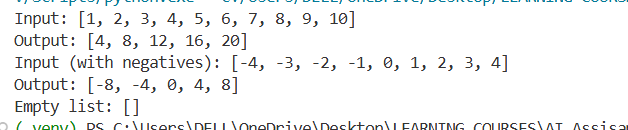 Input: [1, 2, 3, 4, 5, 6, 7, 8, 9, 10]
Output: [4, 8, 12, 16, 20]
Input (with negatives): [-4, -3, -2, -1, 0, 1, 2, 3, 4]
Output: [-8, -4, 0, 4, 8]
Empty list: []
(.venv) PS C:\Users\DELL\OneDrive\Desktop\LEARNING COURSES\AI Assisa